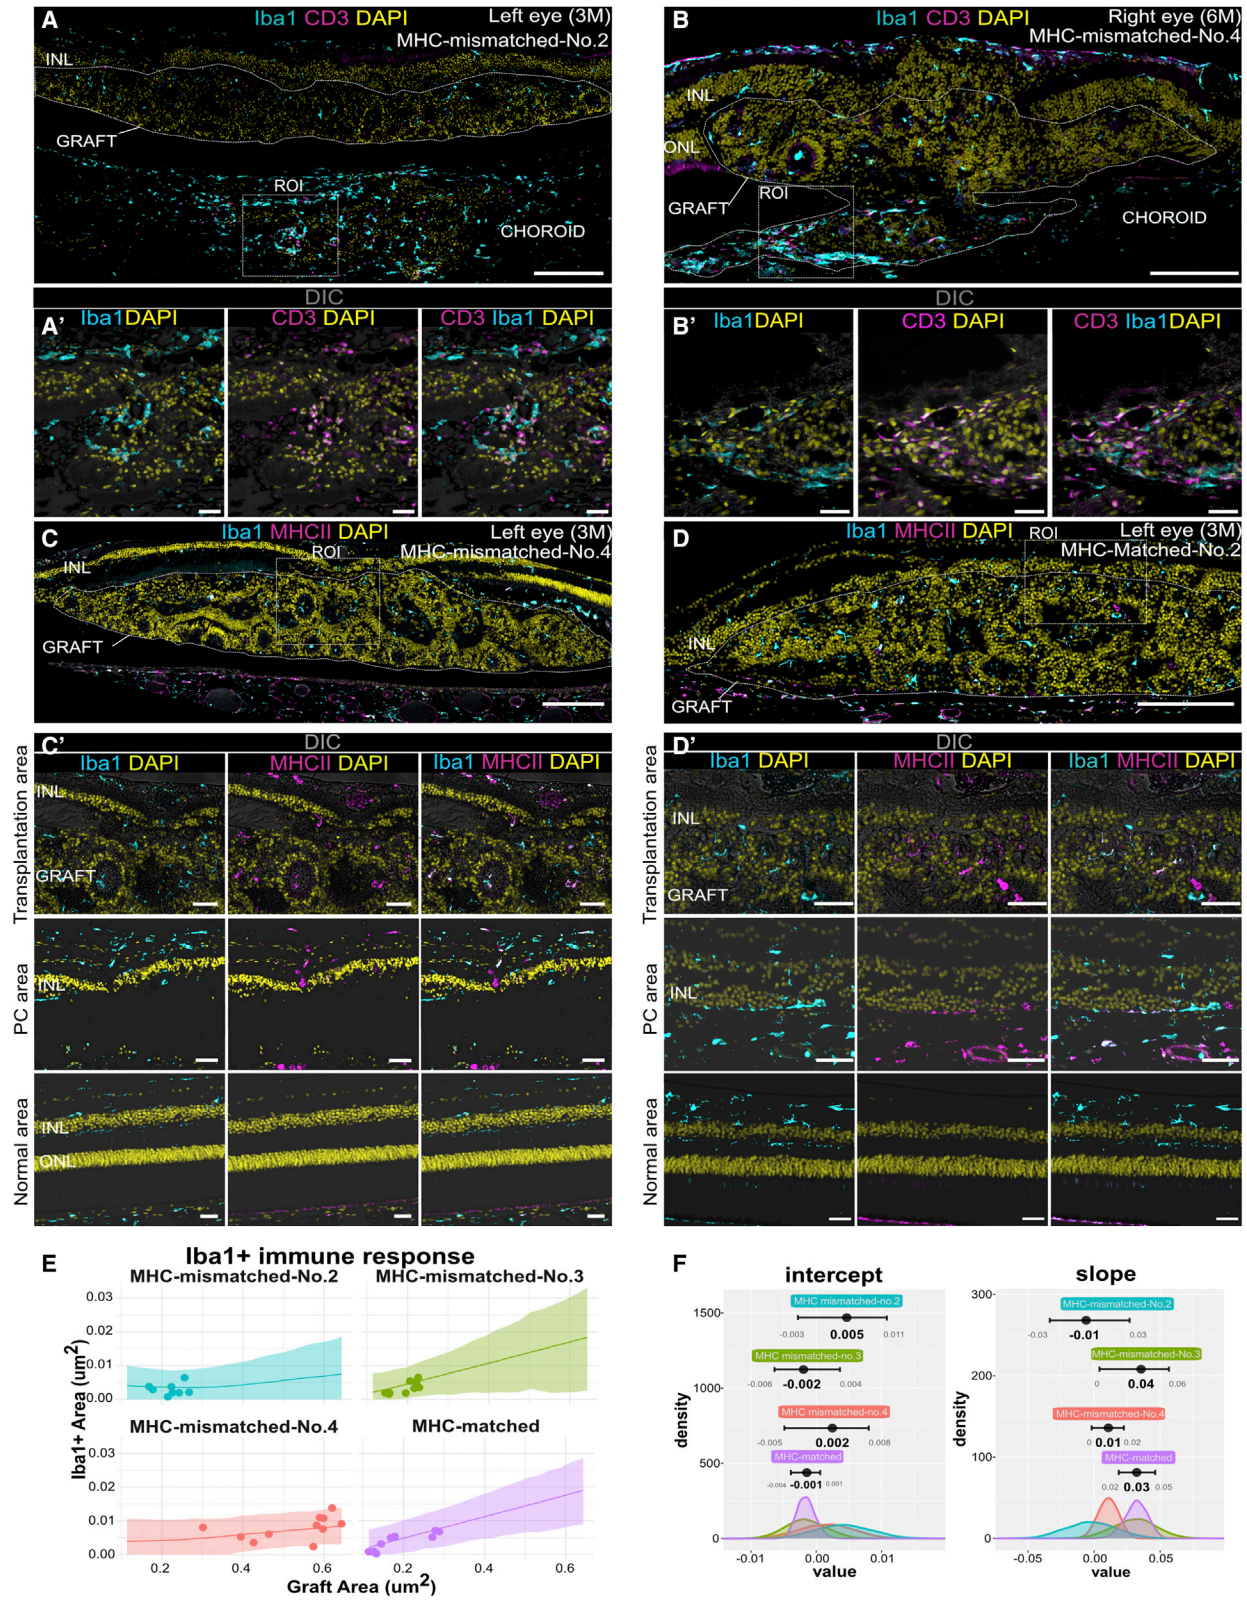 A
Iba1 CD3 DAPI
Left eye (3M)
MHC-mismatched-No.2
INL
GRAFT
ROI
CHOROID
B
Iba1 CD3 DAPI
Right eye (6M)
MHC-mismatched-No.4
INL
ONL
GRAFT
ROI
CHOROID
DIC
A'
Iba1DAPI
CD3 DAPI
CD3 Iba1 DAPI
DIC
B'
Iba1DAPI
CD3 DAPI
CD3 Iba1DAPI
C
Iba1 MHCII DAPI
Left eye (3M)
MHC-mismatched-No.4
ROI
INL
GRAFT
D
Iba1 MHCII DAPI
Left eye (3M)
MHC-Matched-No.2
ROI
INL
GRAFT
DIC
C'
Iba1 DAPI
MHCII DAPI
Iba1 MHCII DAPI
Transplantation area
INL
GRAFT
PC area
INL
Normal area
INL
ONL
DIC
D'
Iba1 DAPI
MHCII DAPI
Iba1 MHCII DAPI
Transplantation area
INL
GRAFT
PC area
INL
Normal area
E
Iba1+ immune response
MHC-mismatched-No.2
MHC-mismatched-No.3
0.03
0.02
0.010
0.00
MHC-mismatched-No.4
MHC-matched
0.03
0.02
0.01
0.00
0.2
0.4
0.6
0.2
0.4
0.6
Iba1+ Area (um2)
Graft Area (um2)
F
intercept
MHC mismatched-no.2
-0.003
0.005
0.011
MHC mismatched-no.3
-0.006
-0.002
0.004
MHC mismatched-no.4
-0.005
0.002
0.008
MHC-matched
-0.004
-0.001
0.001
1500
1000
500
0
density
-0.01
0.00
0.01
value
slope
MHC-mismatched-No.2
-0.03
-0.01
0.03
MHC-mismatched-No.3
0
0.04
0.06
MHC-mismatched-No.4
0
0.01
0.02
MHC-matched
0.02
0.03
0.05
300
200
100
0
density
-0.05
0.00
0.05
value